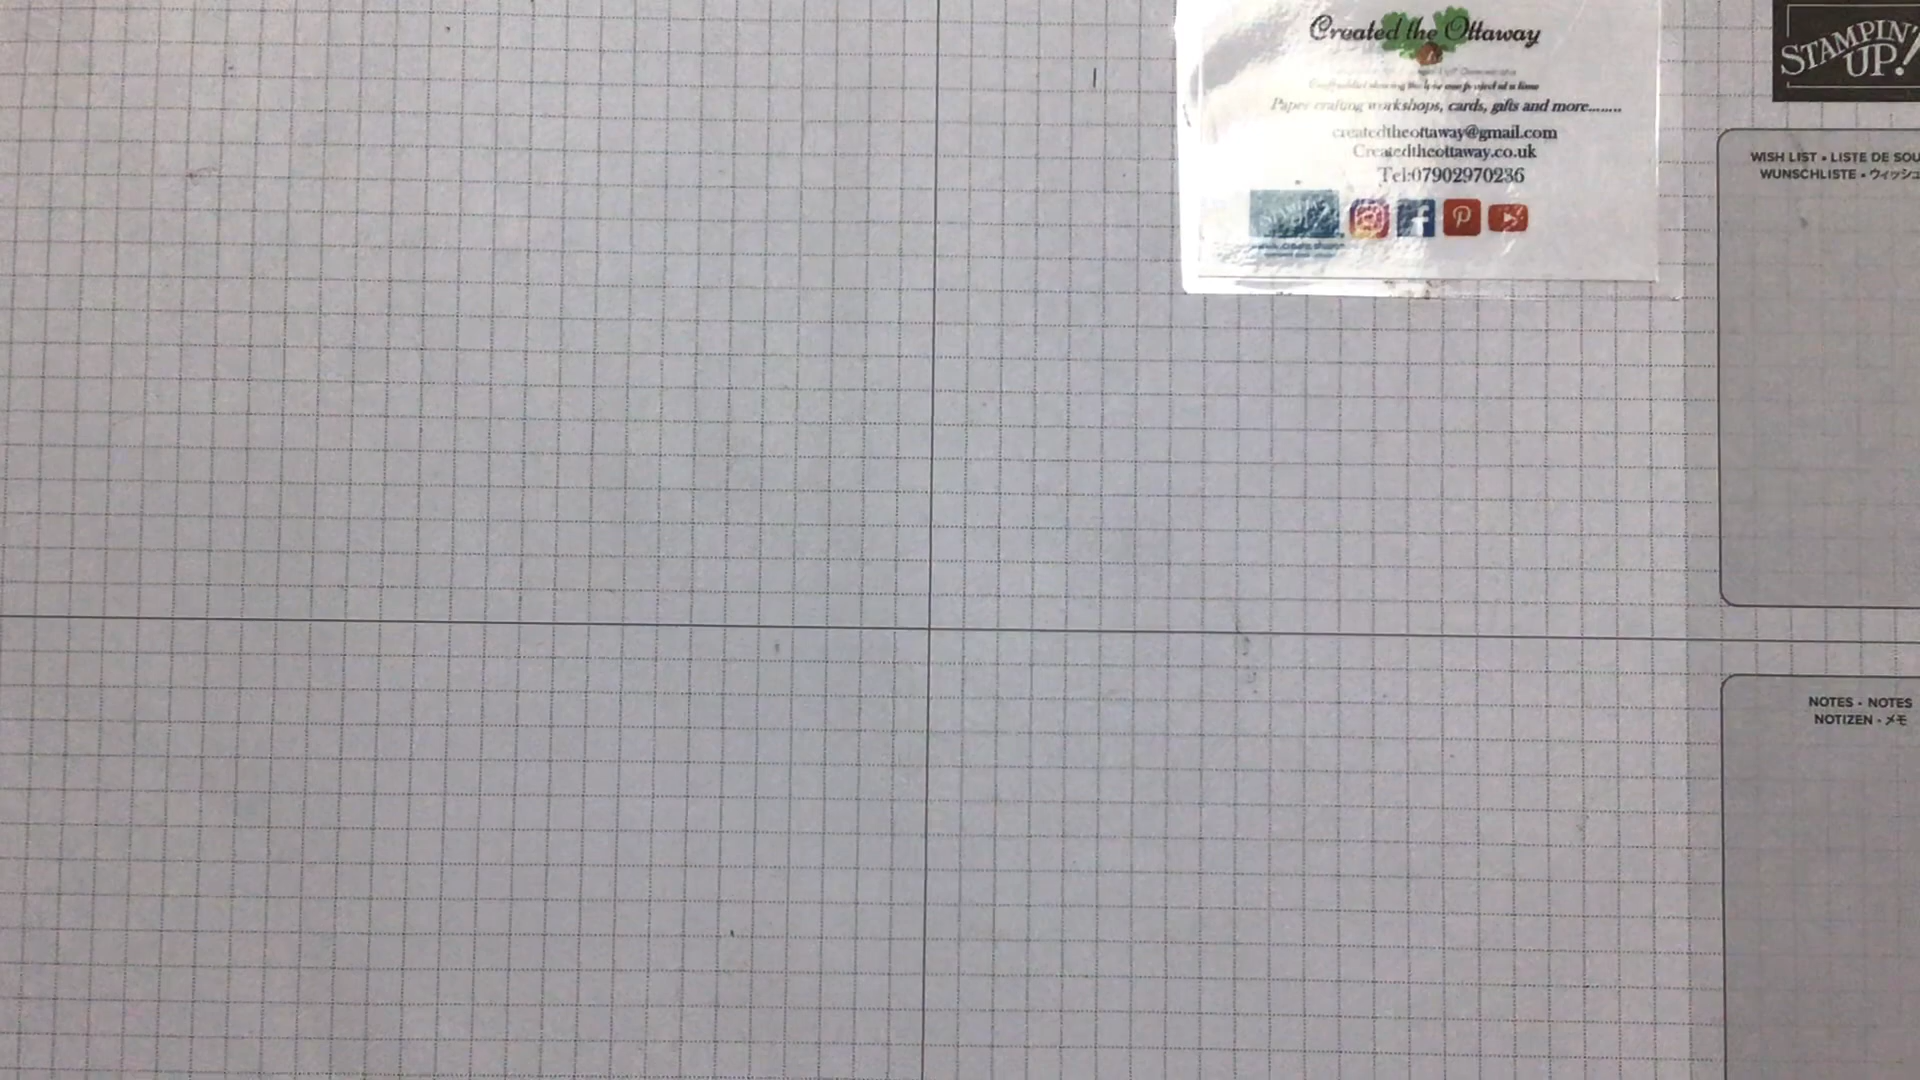 Created the Ottaway
Paper crafting workshops, cards, gifts and more.......
createdtheottaway@gmail.com
Createdtheottaway.co.uk
Tel:07902970236
STAMPIN'
UP!
WISH LIST • LISTE DE SOU
WUNSCHLISTE • ウィッシュ
NOTES • NOTES
NOTIZEN • メモ